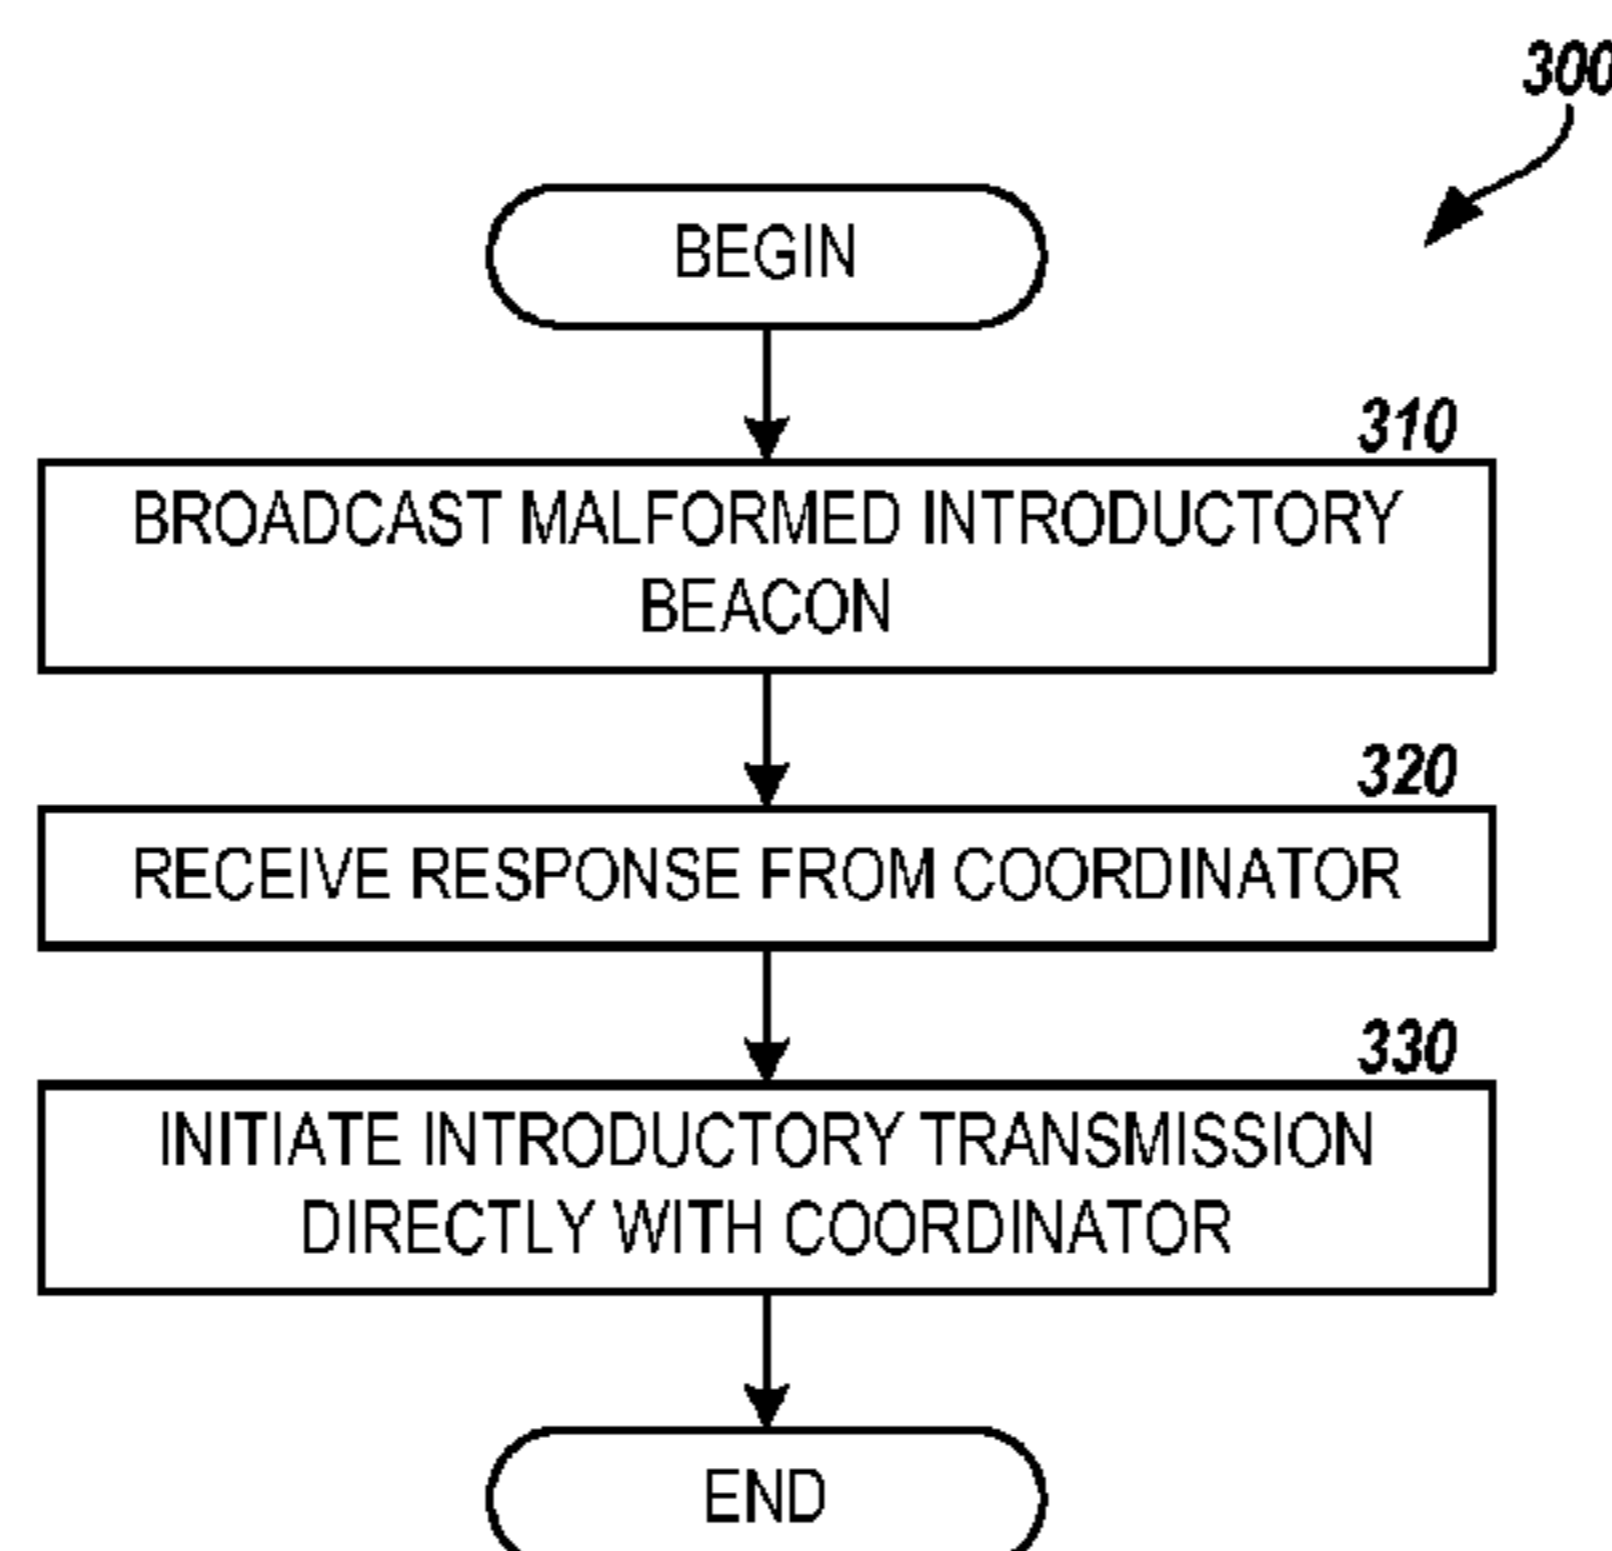 300
BEGIN
310
BROADCAST MALFORMED INTRODUCTORY
BEACON
320
RECEIVE RESPONSE FROM COORDINATOR
330
INITIATE INTRODUCTORY TRANSMISSION
DIRECTLY WITH COORDINATOR
END